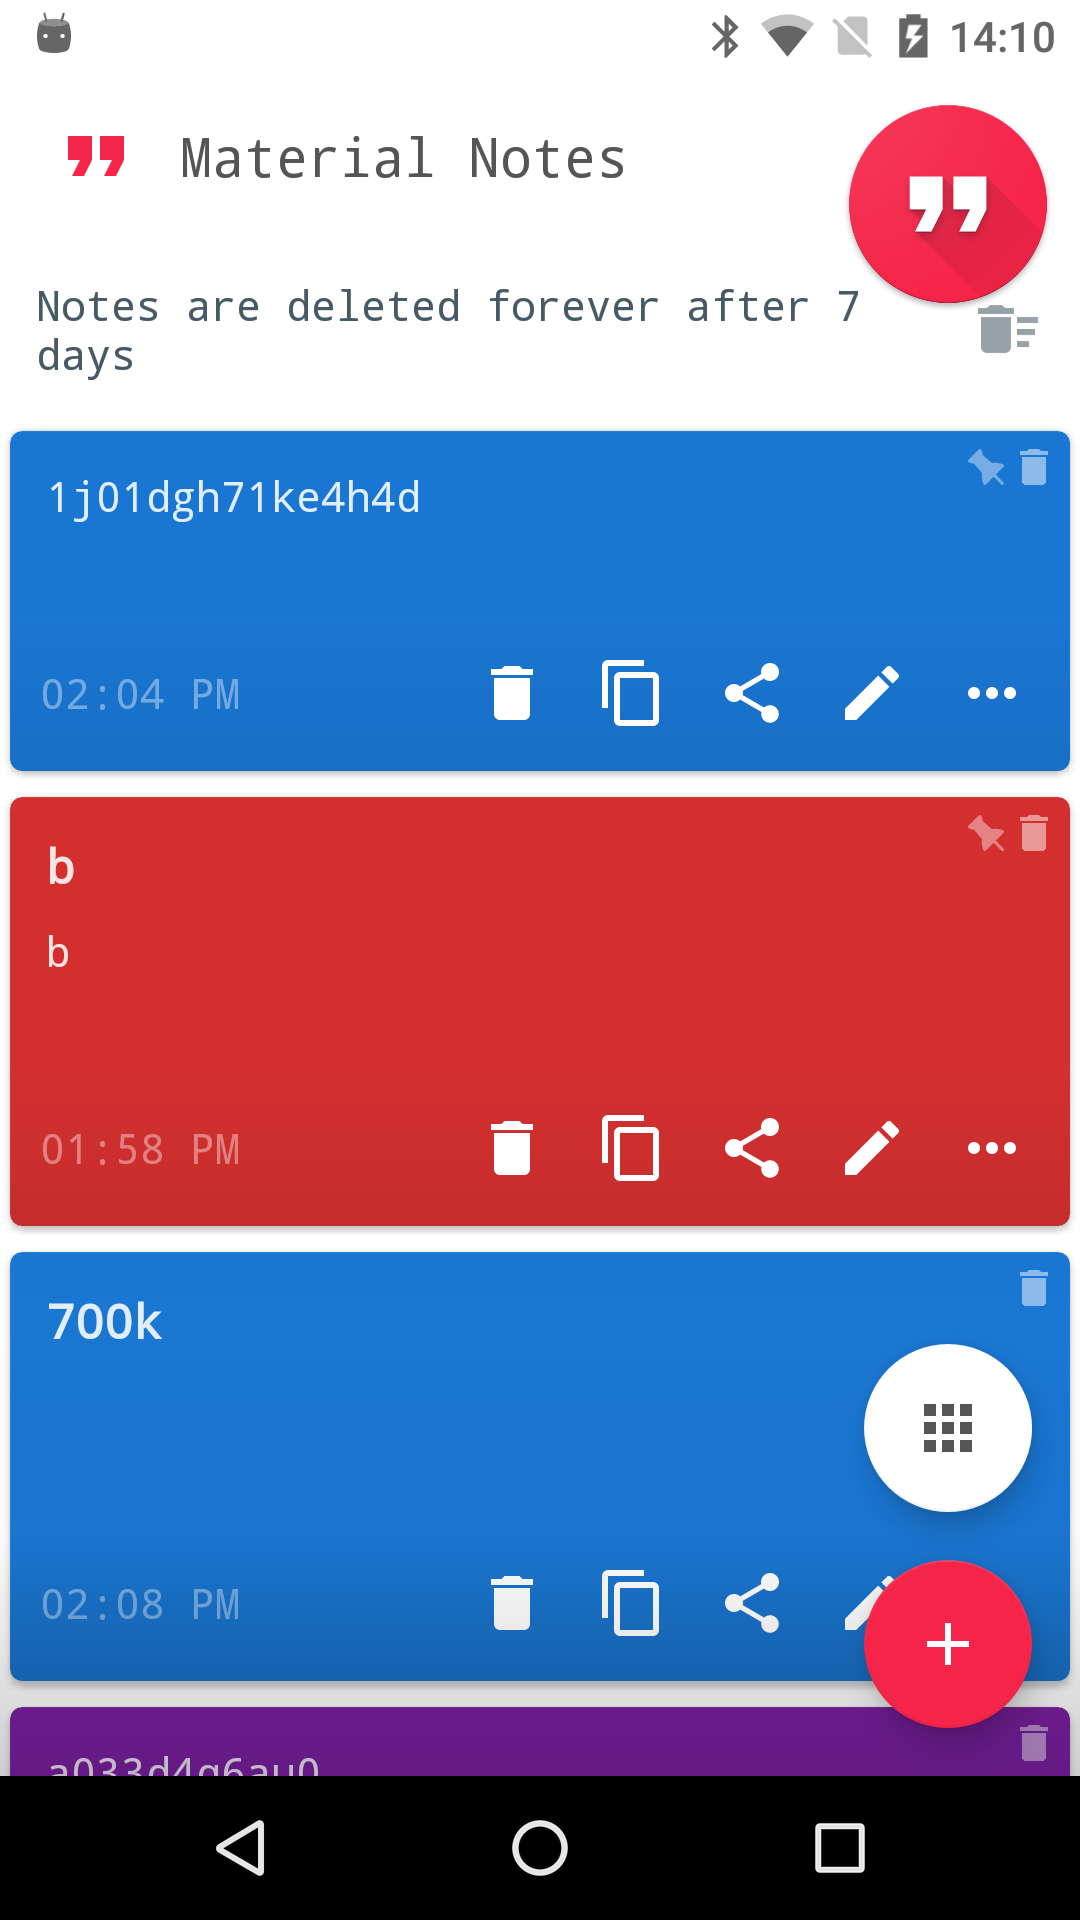 14:10
Material Notes
Notes are deleted forever after 7
days
1j01dgh71ke4h4d
02:04 PM
b
b
01:58 PM
700k
02:08 PM